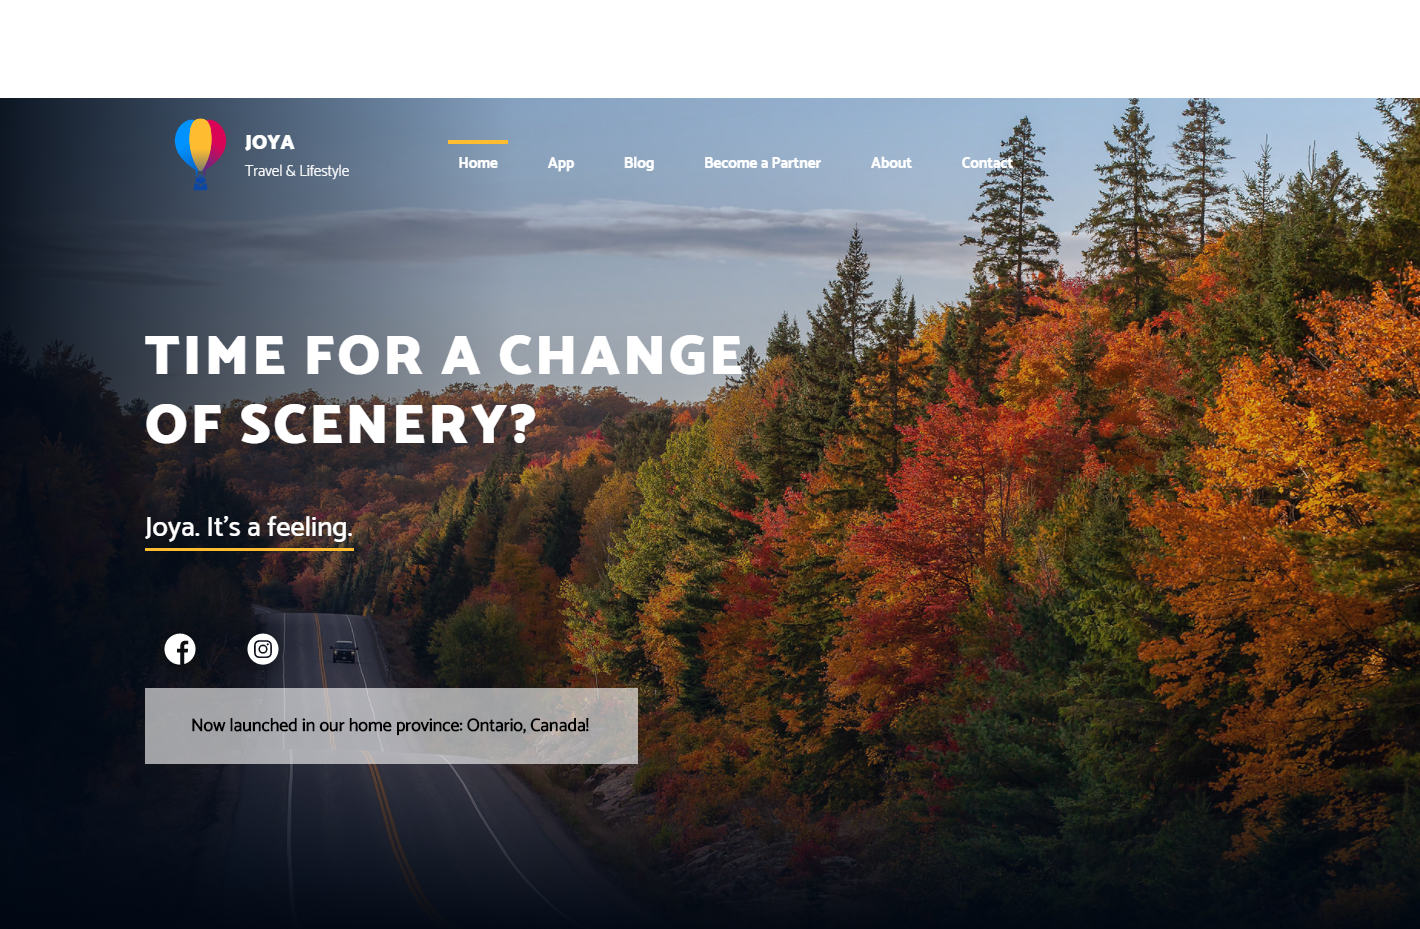 JOYA
Travel & Lifestyle
Home
App
Blog
Become a Partner
About
Contact
TIME FOR A CHANGE
OF SCENERY?
Joya. It's a feeling.
Now launched in our home province: Ontario, Canada!